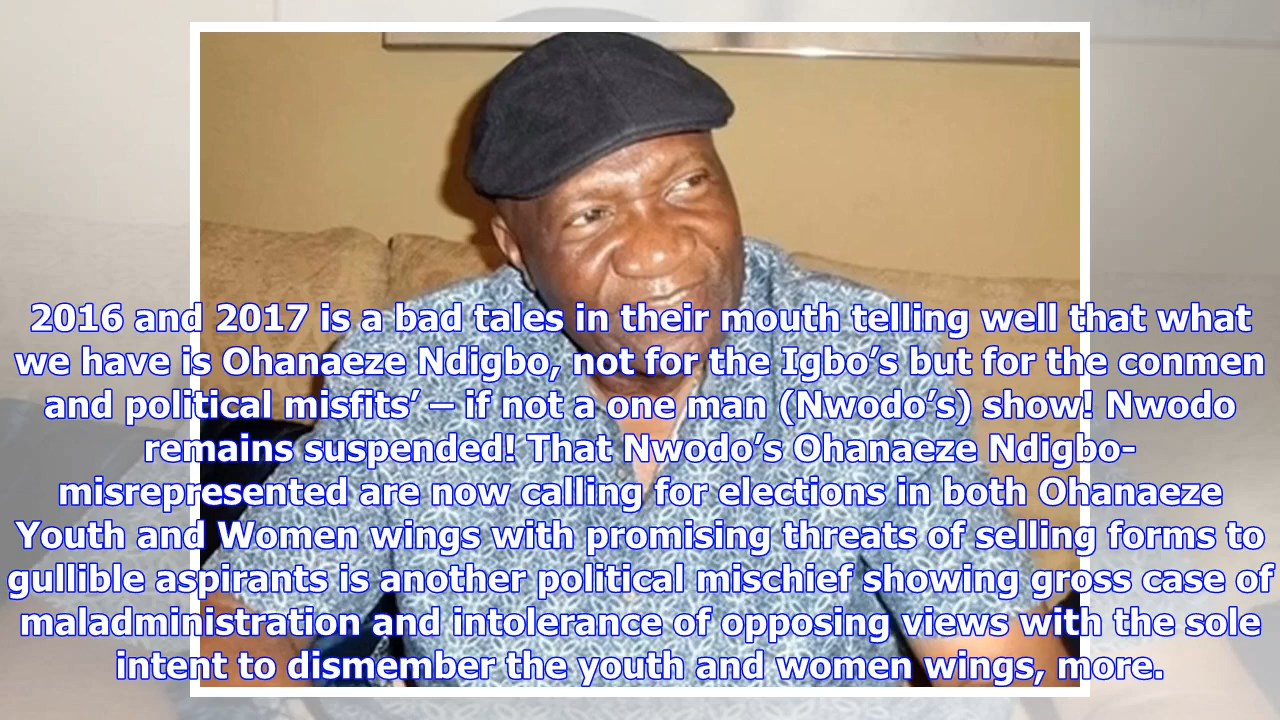 2016 and 2017 is a bad tales in their mouth telling well that what
we have is Ohanaeze Ndigbo, not for the Igbo’s but for the conmen
and political misfits’ – if not a one man (Nwodo’s) show! Nwodo
remains suspended! That Nwodo’s Ohanaeze Ndigbo-
misrepresented are now calling for elections in both Ohanaeze
Youth and Women wings with promising threats of selling forms to
gullible aspirants is another political mischief showing gross case of
maladministration and intolerance of opposing views with the sole
intent to dismember the youth and women wings, more.